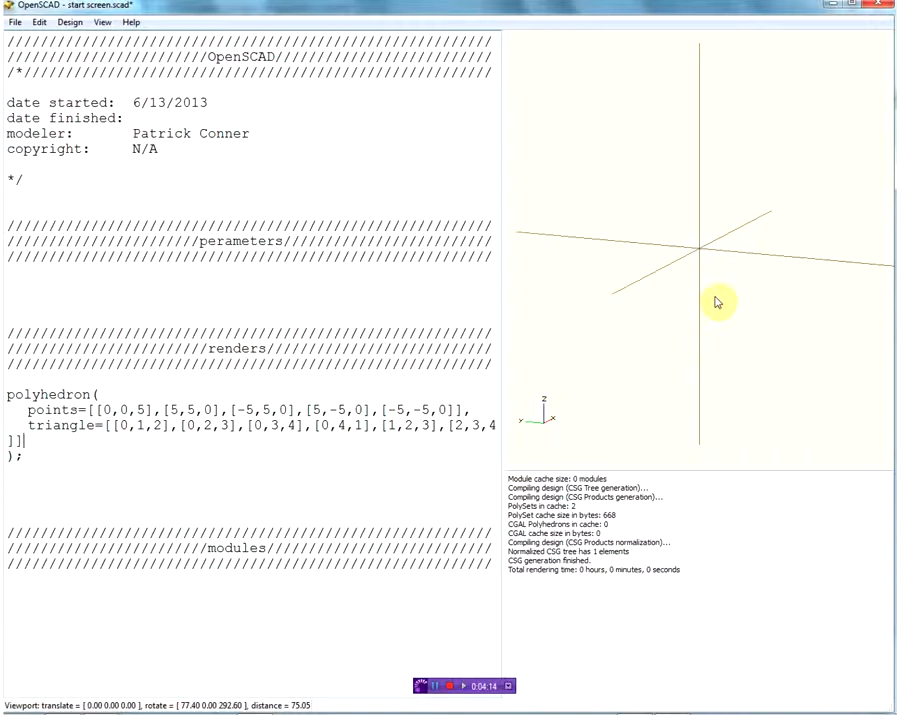 OpenSCAD - start screen.scad*
File Edit Design View Help
//////////////////////////////////////////////////////////
////////////////////////OpenSCAD//////////////////////////
/*////////////////////////////////////////////////////////
date started: 6/13/2013
date finished:
modeler: Patrick Conner
copyright: N/A
*/
//////////////////////////////////////////////////////////
///////////////////////perameters/////////////////////////
//////////////////////////////////////////////////////////
//////////////////////////////////////////////////////////
////////////////////////renders///////////////////////////
//////////////////////////////////////////////////////////
polyhedron(
points=[[0,0,5],[5,5,0],[-5,5,0],[5,-5,0],[-5,-5,0]],
triangle=[[0,1,2],[0,2,3],[0,3,4],[0,4,1],[1,2,3],[2,3,4
]]
);
//////////////////////////////////////////////////////////
////////////////////////modules///////////////////////////
//////////////////////////////////////////////////////////
z
y x
Module cache size: 0 modules
Compiling design (CSG Tree generation)...
Compiling design (CSG Products generation)...
PolySets in cache: 2
PolySet cache size in bytes: 668
CGAL Polyhedrons in cache: 0
CGAL cache size in bytes: 0
Compiling design (CSG Products normalization)...
Normalized CSG tree has 1 elements
CSG generation finished.
Total rendering time: 0 hours, 0 minutes, 0 seconds
0:04:14
Viewport: translate = [ 0.00 0.00 0.00 ], rotate = [ 77.40 0.00 292.60 ], distance = 75.05